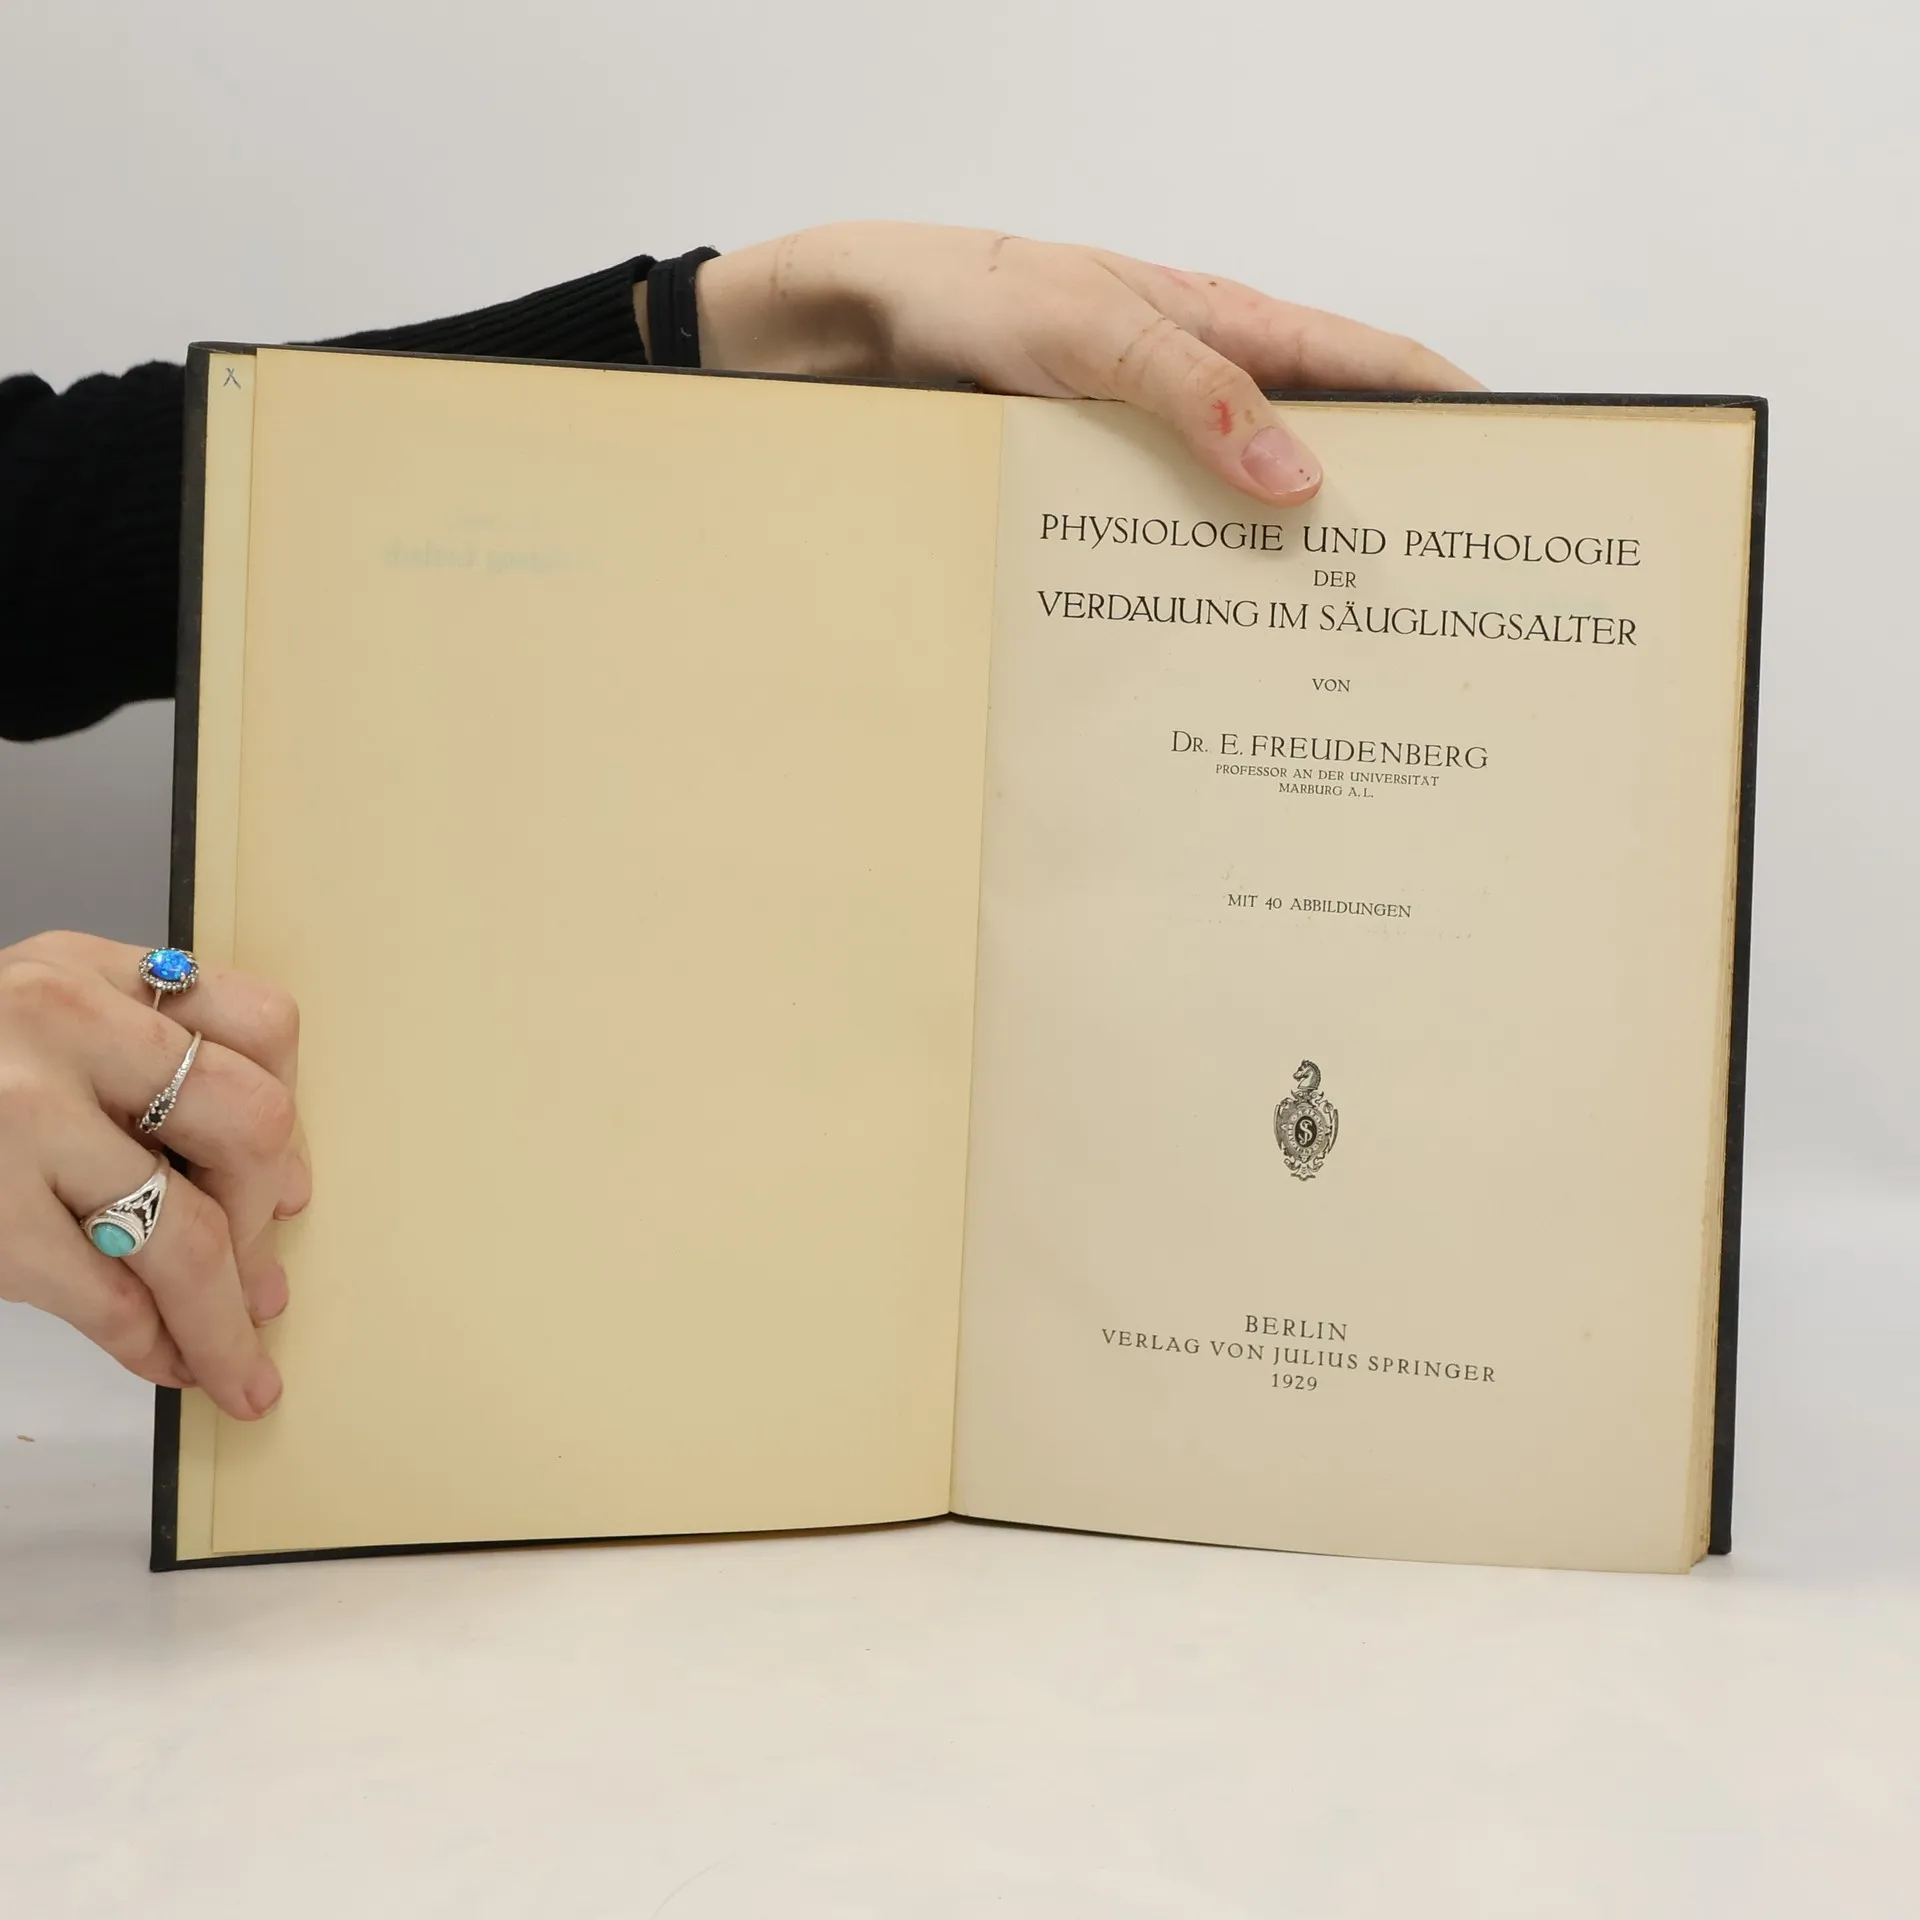 X
PHYSIOLOGIE UND PATHOLOGIE
DER
VERDAUUNG IM SÄUGLINGSALTER
VON
DR. E. FREUDENBERG
PROFESSOR AN DER UNIVERSITÄT
MARBURG A. L.
MIT 40 ABBILDUNGEN
BERLIN
VERLAG VON JULIUS SPRINGER
1929